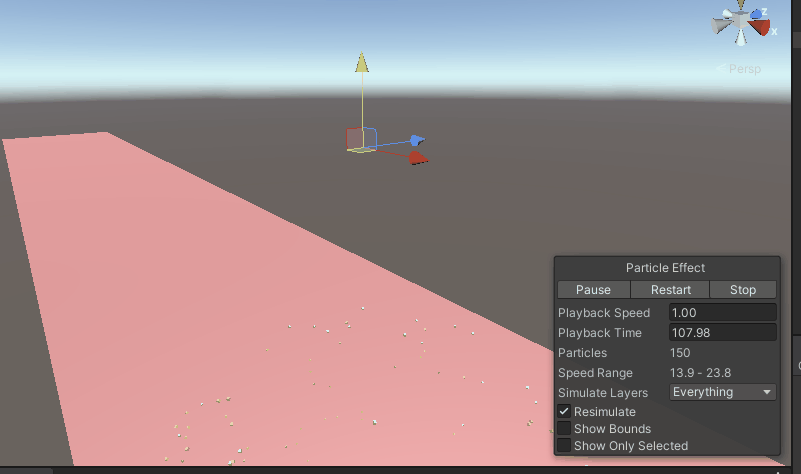 z
x
Persp
Particle Effect
Pause Restart Stop
Playback Speed 1.00
Playback Time 107.98
Particles 150
Speed Range 13.9 - 23.8
Simulate Layers Everything
Resimulate
Show Bounds
Show Only Selected